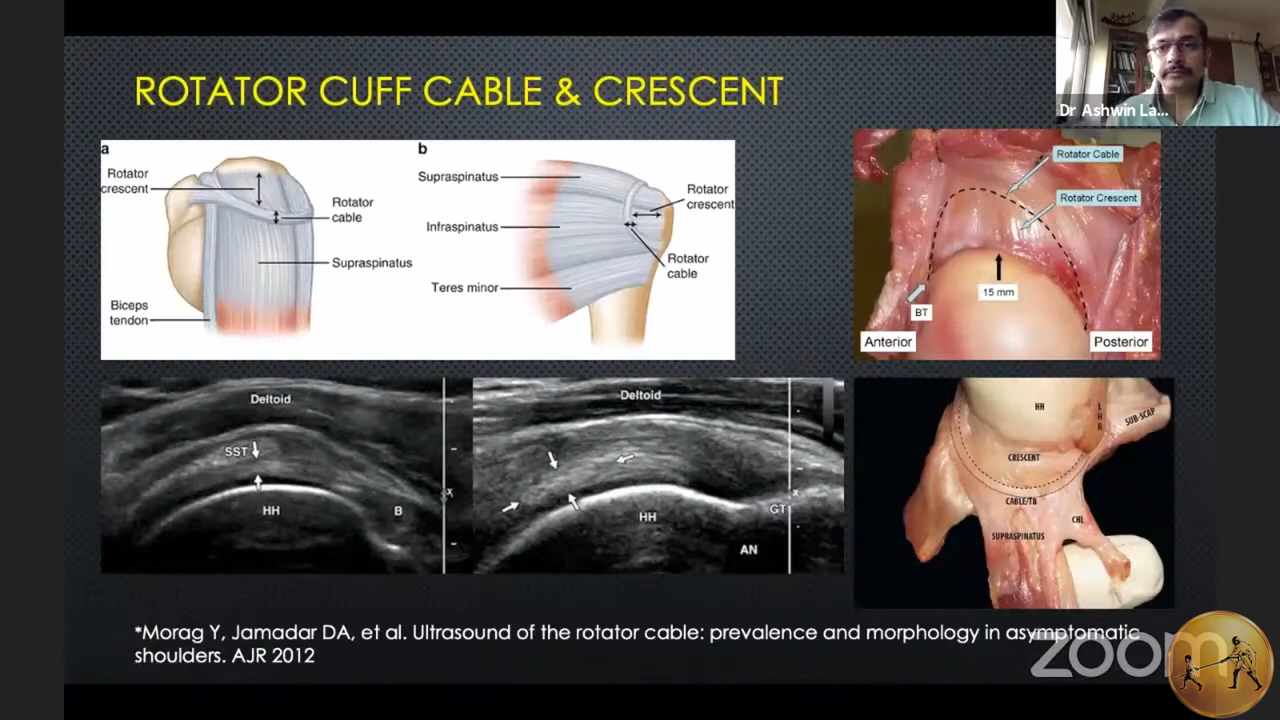 ROTATOR CUFF CABLE & CRESCENT
Dr Ashwin La...
a
Rotator
crescent
Rotator
cable
Supraspinatus
Biceps
tendon
b
Supraspinatus
Infraspinatus
Teres minor
Rotator
crescent
Rotator
cable
Rotator Cable
Rotator Crescent
15 mm
BT
Anterior
Posterior
Deltoid
SST
HH
B
x
Deltoid
HH
GT
x
AN
HH
LHB
SUB-SCAP
CRESCENT
CABLE/TB
CHL
SUPRASPINATUS
*Morag Y, Jamadar DA, et al. Ultrasound of the rotator cable: prevalence and morphology in asymptomatic
shoulders. AJR 2012
zoom